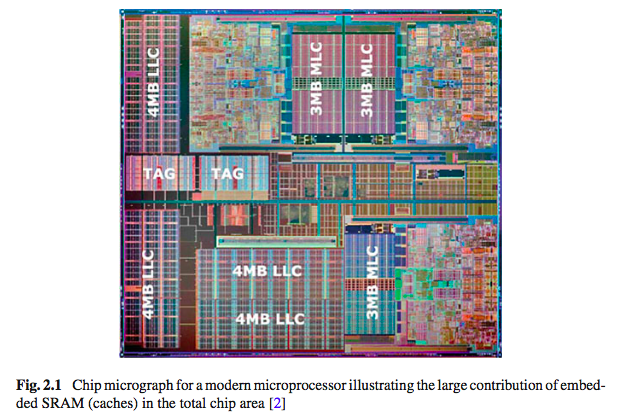 4MB LLC
3MB MLC
3MB MLC
TAG
TAG
4MB LLC
4MB LLC
4MB LLC
3MB MLC
Fig. 2.1 Chip micrograph for a modern microprocessor illustrating the large contribution of embed-
ded SRAM (caches) in the total chip area [2]